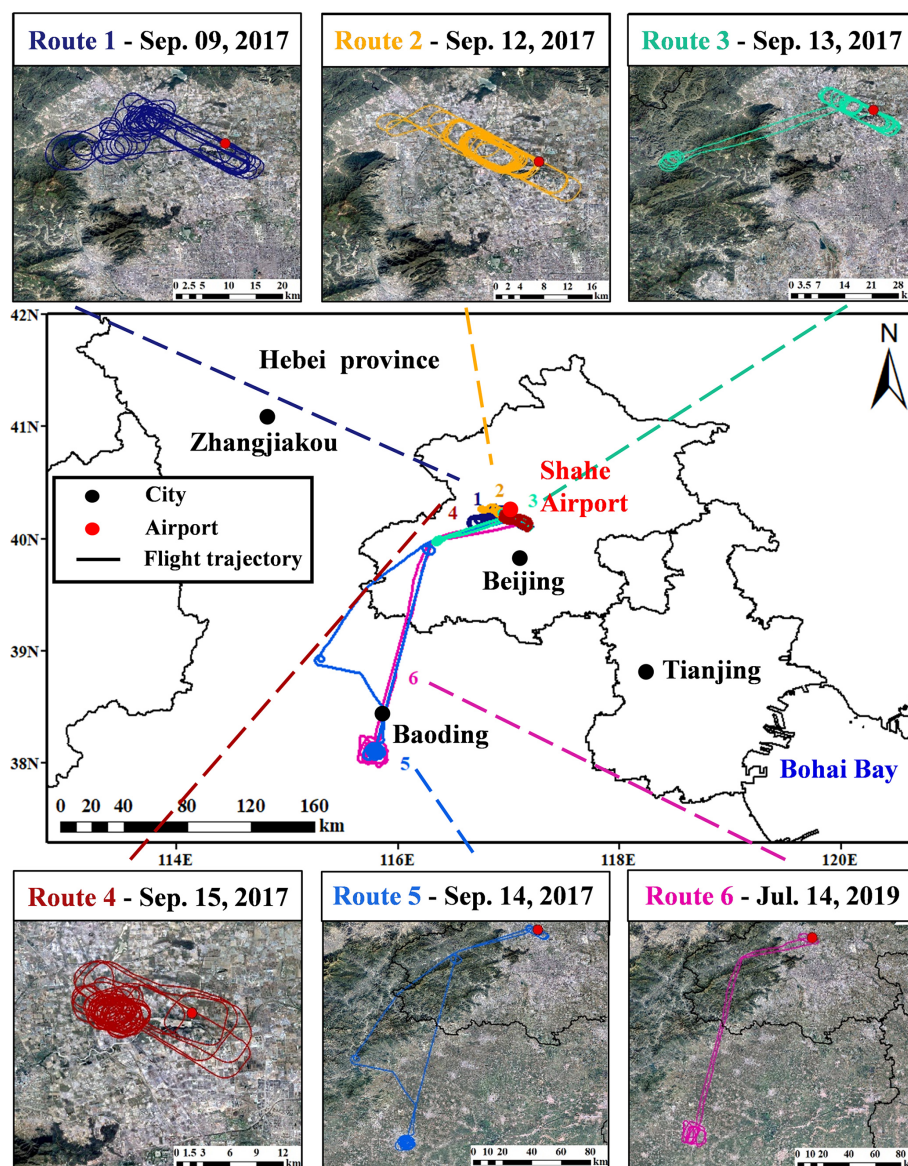 Route 1 - Sep. 09, 2017
Route 2 - Sep. 12, 2017
Route 3 - Sep. 13, 2017
0 2.5 5 10 15 20
km
0 2 4 8 12 16
km
0 3.5 7 14 21 28
km
42N
41N
40N
39N
38N
Hebei province
N
Zhangjiakou
Shahe
Airport
City
Airport
Flight trajectory
1
2
3
4
Beijing
6
Tianjing
Baoding
5
Bohai Bay
0 20 40 80 120 160
km
114E 116E 118E 120E
Route 4 - Sep. 15, 2017
Route 5 - Sep. 14, 2017
Route 6 - Jul. 14, 2019
0 1.5 3 6 9 12
km
0 10 20 40 60 80
km
0 10 20 40 60 80
km